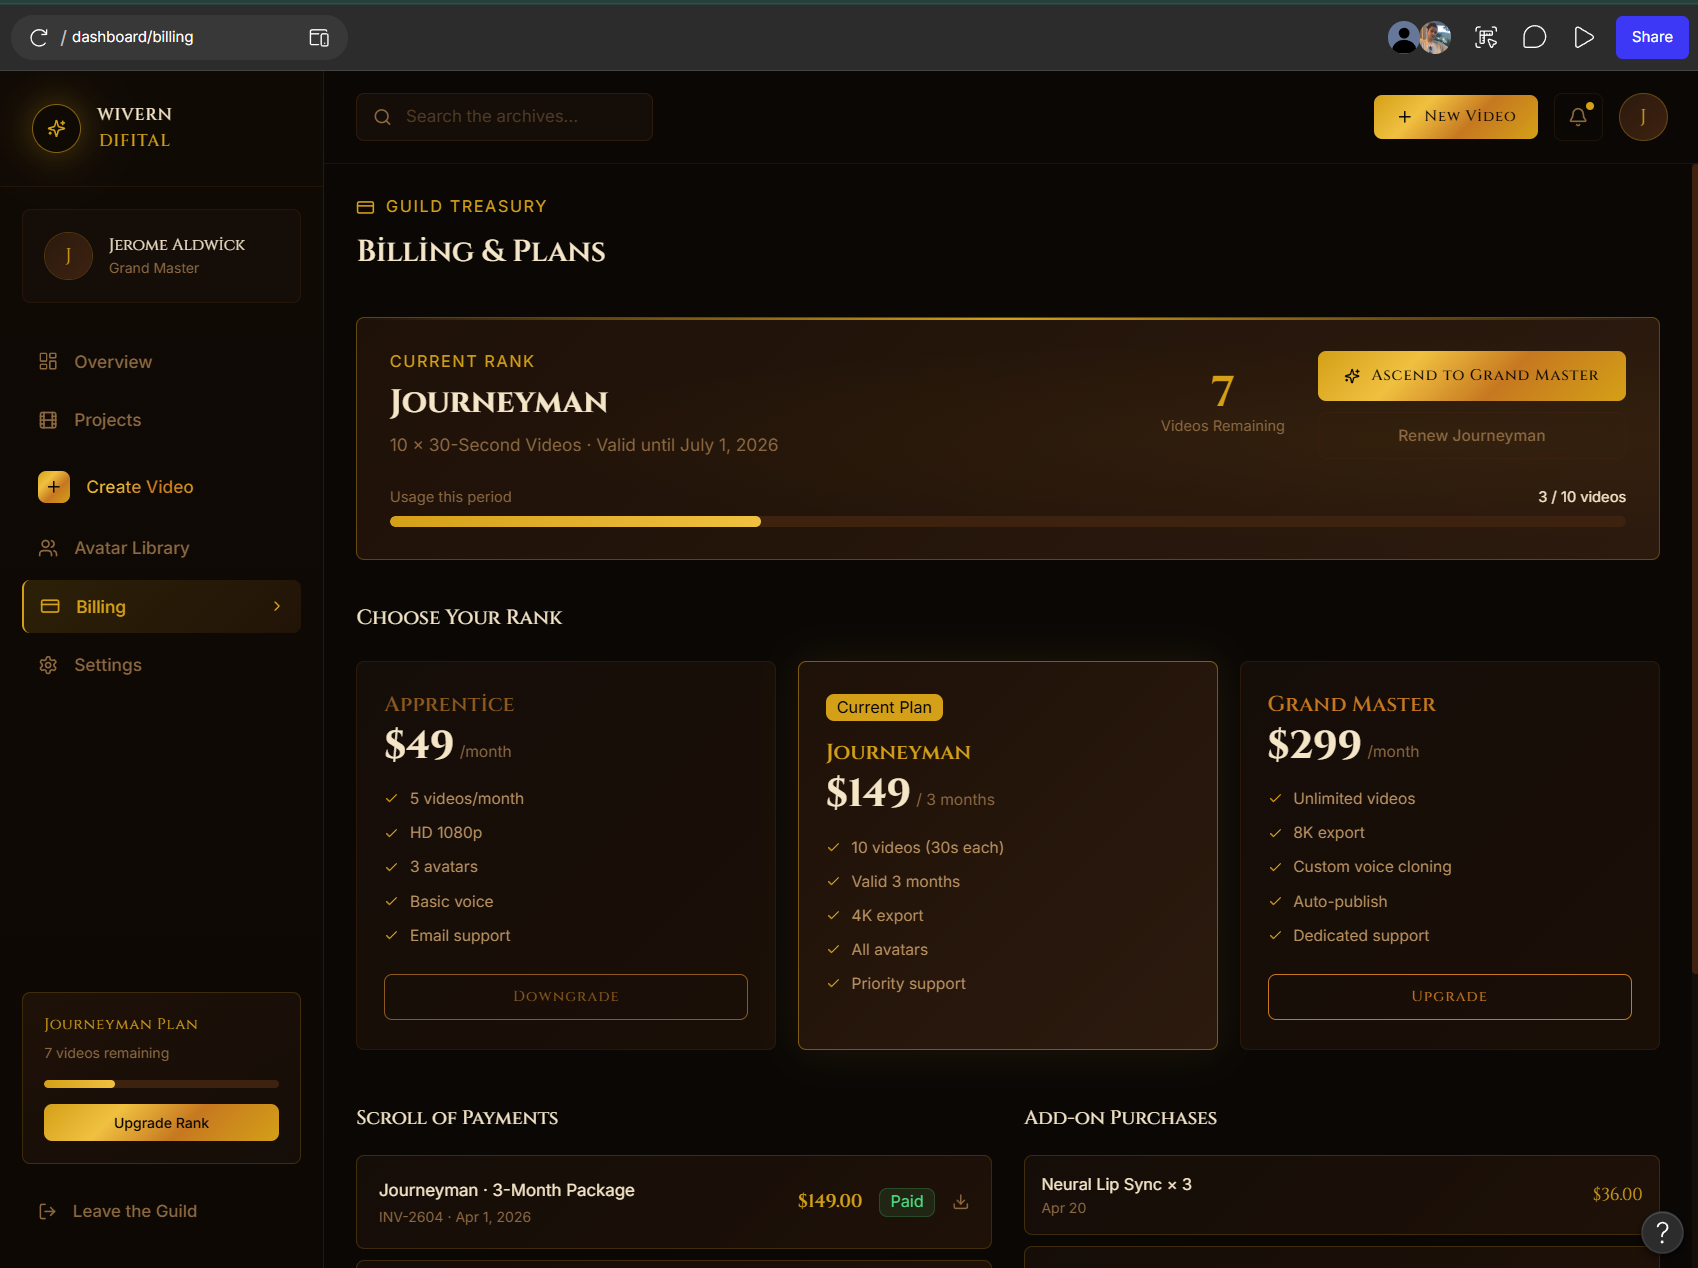 / dashboard/billing
Share
WIVERN
DIFITAL
Search the archives...
+ New Video
J
J
Jerome Aldwick
Grand Master
Overview
Projects
Create Video
Avatar Library
Billing
Settings
Journeyman Plan
7 videos remaining
Upgrade Rank
Leave the Guild
GUILD TREASURY
Billing & Plans
CURRENT RANK
Journeyman
10 × 30-Second Videos · Valid until July 1, 2026
7
Videos Remaining
Ascend to Grand Master
Renew Journeyman
Usage this period
3 / 10 videos
Choose Your Rank
Apprentice
$49 /month
5 videos/month
HD 1080p
3 avatars
Basic voice
Email support
Downgrade
Current Plan
Journeyman
$149 / 3 months
10 videos (30s each)
Valid 3 months
4K export
All avatars
Priority support
Grand Master
$299 /month
Unlimited videos
8K export
Custom voice cloning
Auto-publish
Dedicated support
Upgrade
Scroll of Payments
Journeyman · 3-Month Package
INV-2604 · Apr 1, 2026
$149.00
Paid
Add-on Purchases
Neural Lip Sync × 3
Apr 20
$36.00
?